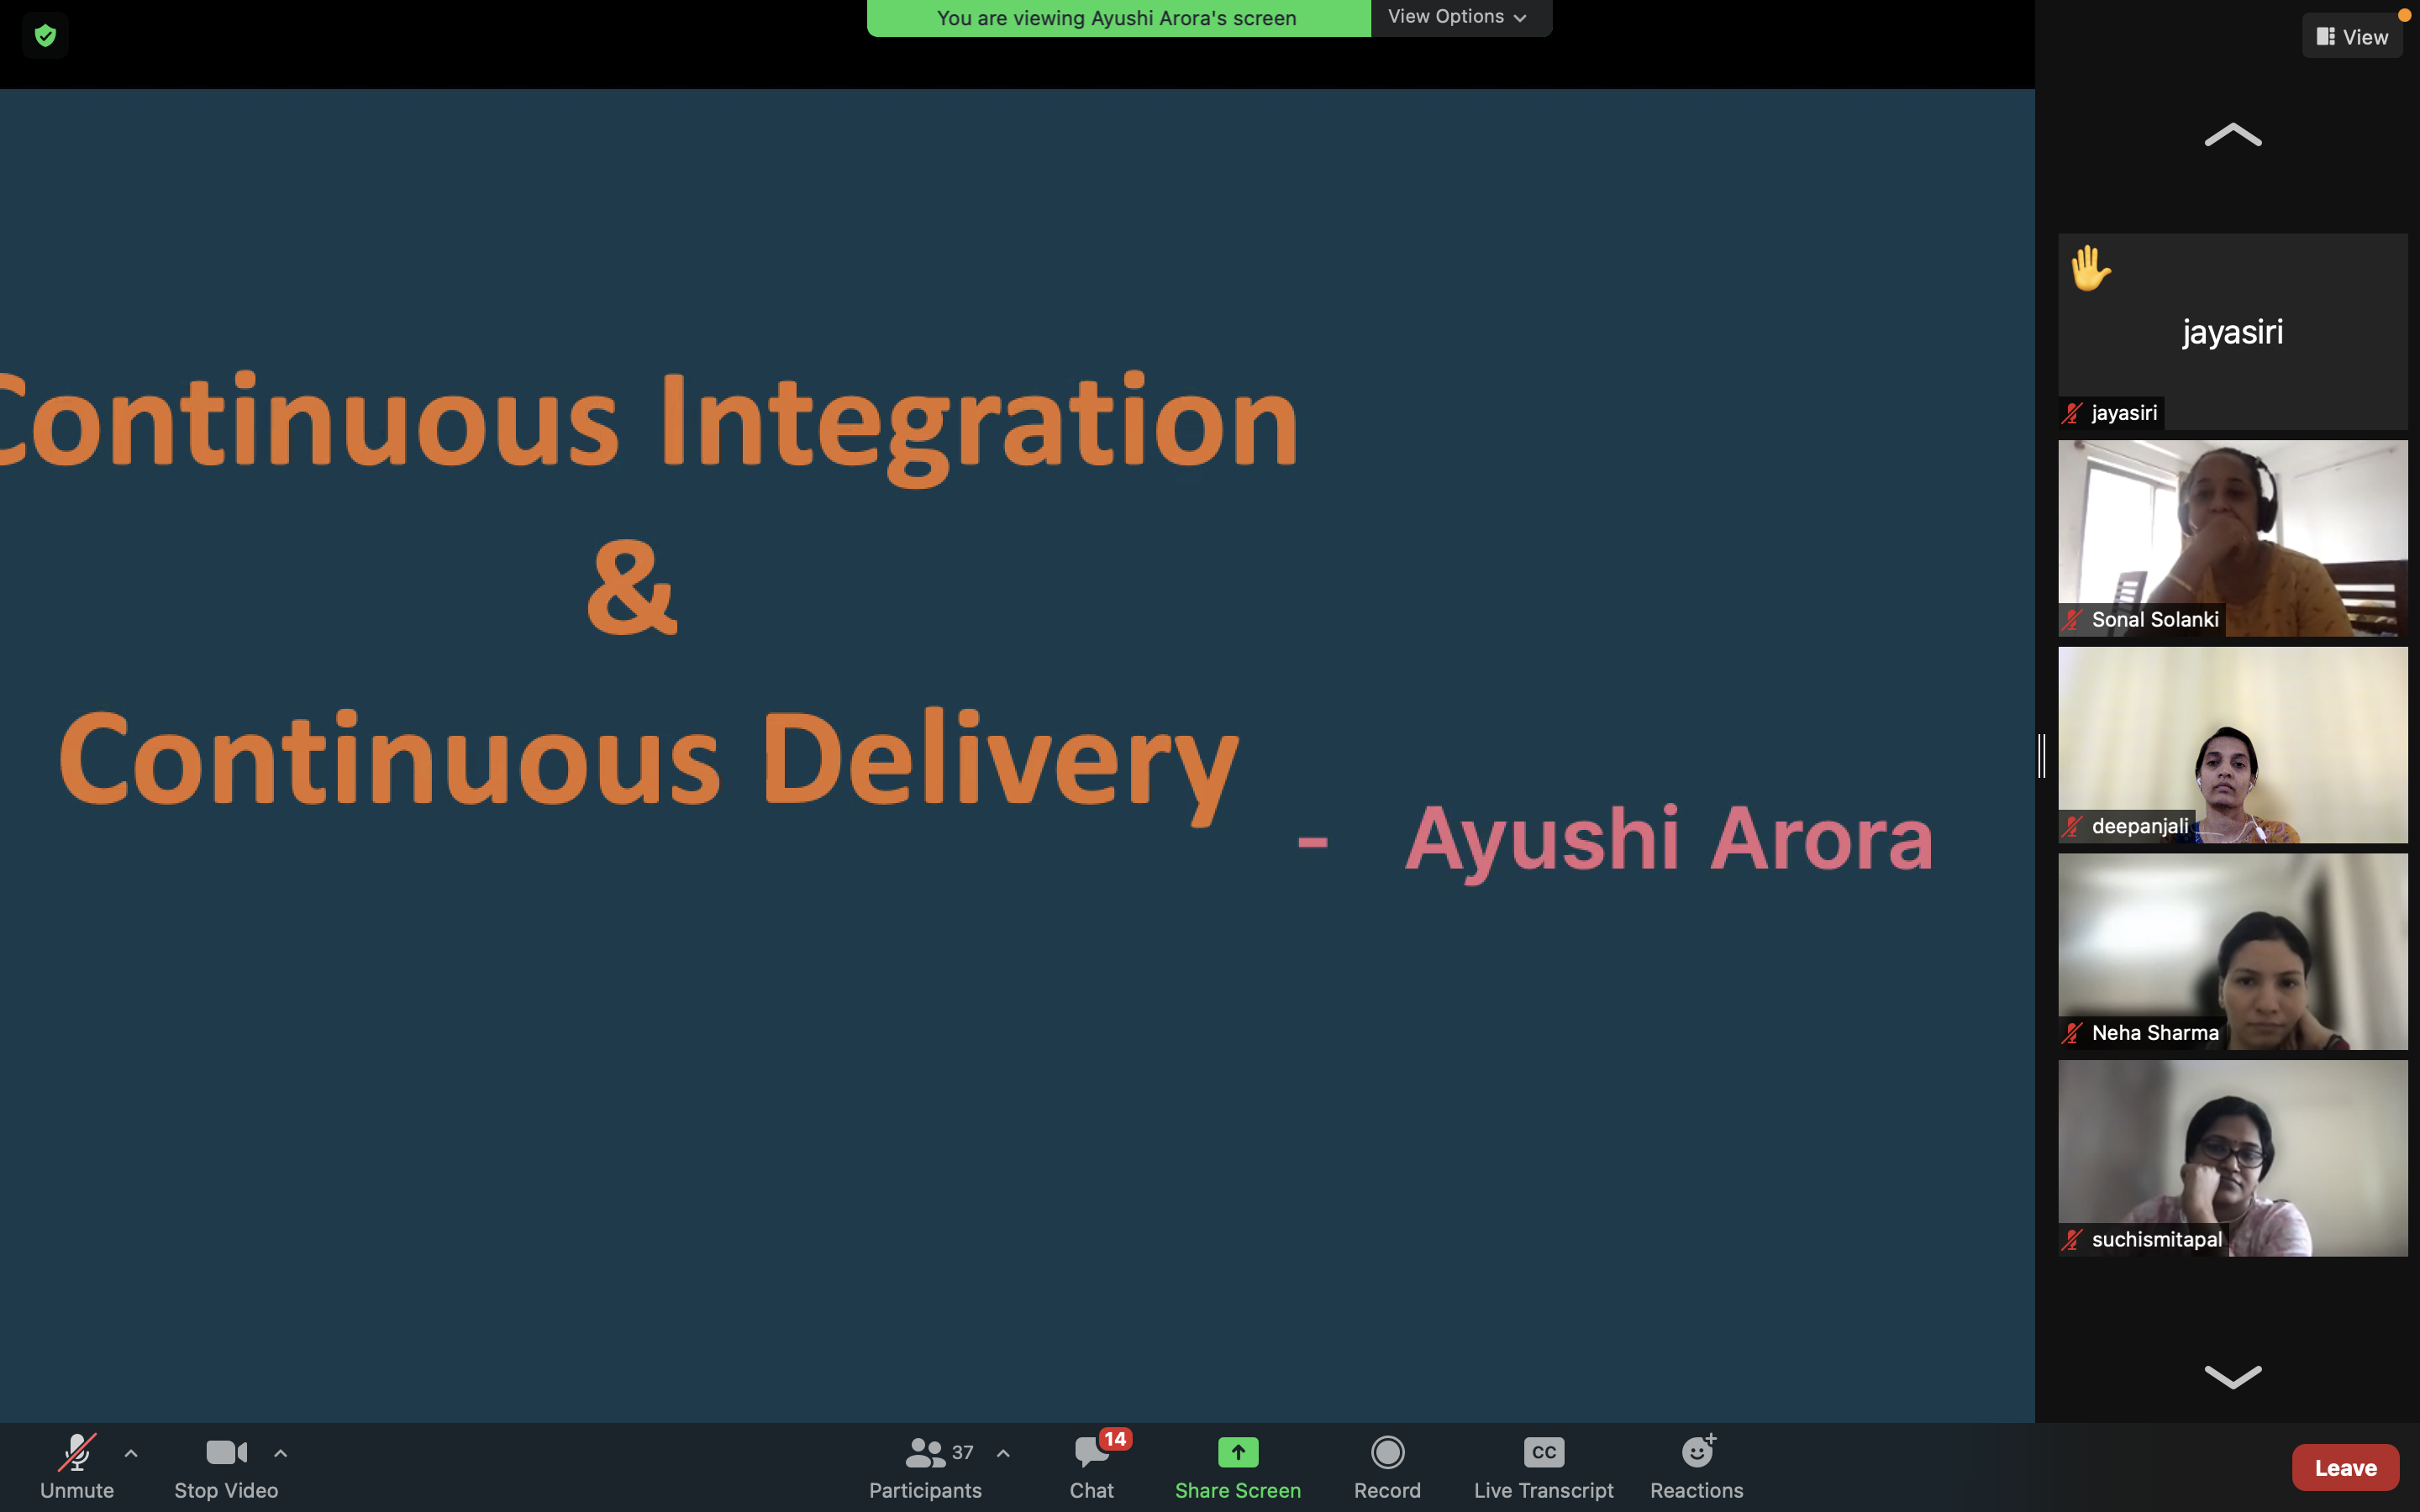 You are viewing Ayushi Arora's screen
View Options
View
Continuous Integration
&
Continuous Delivery
- Ayushi Arora
jayasiri
jayasiri
Sonal Solanki
deepanjali
Neha Sharma
suchismitapal
Unmute
Stop Video
37
Participants
14
Chat
Share Screen
Record
CC
Live Transcript
Reactions
Leave